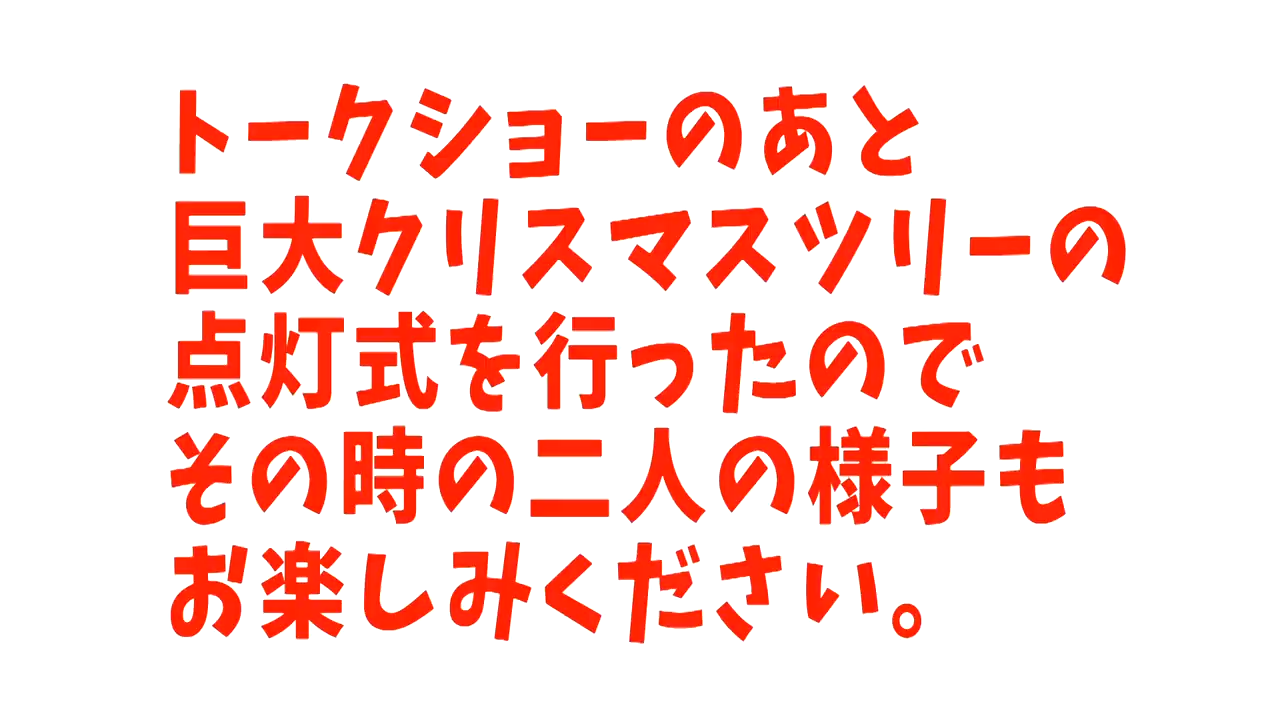 トークショーのあと
巨大クリスマスツリーの
点灯式を行ったので
その時の二人の様子も
お楽しみください。